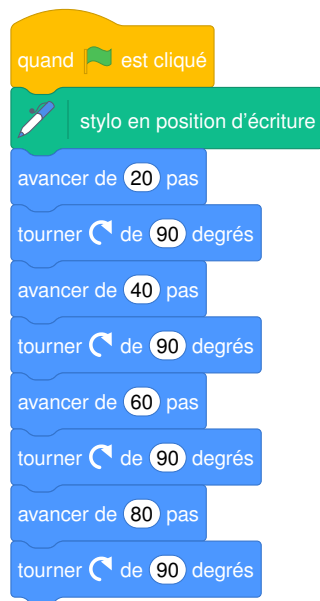 quand est cliqué
stylo en position d'écriture
avancer de 20 pas
tourner de 90 degrés
avancer de 40 pas
tourner de 90 degrés
avancer de 60 pas
tourner de 90 degrés
avancer de 80 pas
tourner de 90 degrés